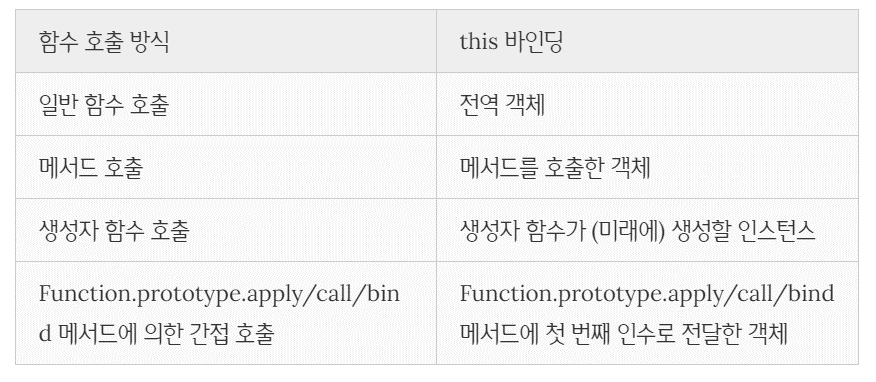 함수 호출 방식
this 바인딩
일반 함수 호출
전역 객체
메서드 호출
메서드를 호출한 객체
생성자 함수 호출
생성자 함수가 (미래에) 생성할 인스턴스
Function.prototype.apply/call/bin
d 메서드에 의한 간접 호출
Function.prototype.apply/call/bind
메서드에 첫 번째 인수로 전달한 객체